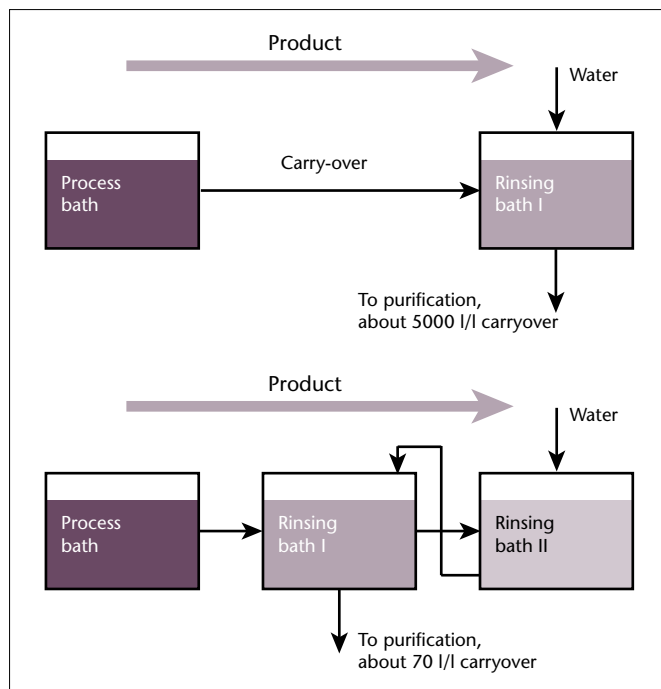 Product
Water
Process
bath
Carry-over
Rinsing
bath I
To purification,
about 5000 l/l carryover
Product
Water
Process
bath
Rinsing
bath I
Rinsing
bath II
To purification,
about 70 l/l carryover